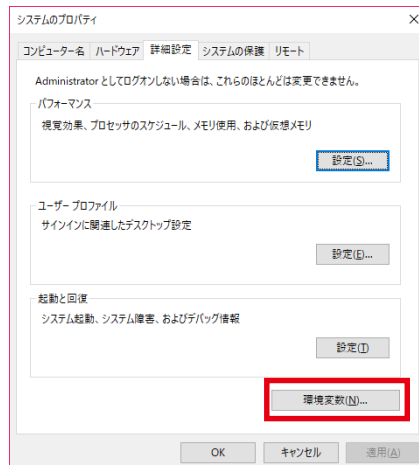 システムのプロパティ
コンピューター名 ハードウェア 詳細設定 システムの保護 リモート
Administrator としてログオンしない場合は、これらのほとんどは変更できません。
パフォーマンス
視覚効果、プロセッサのスケジュール、メモリ使用、および仮想メモリ
設定(S)...
ユーザー プロファイル
サインインに関連したデスクトップ設定
設定(E)...
起動と回復
システム起動、システム障害、およびデバッグ情報
設定(T)
環境変数(N)...
OK キャンセル 適用(A)